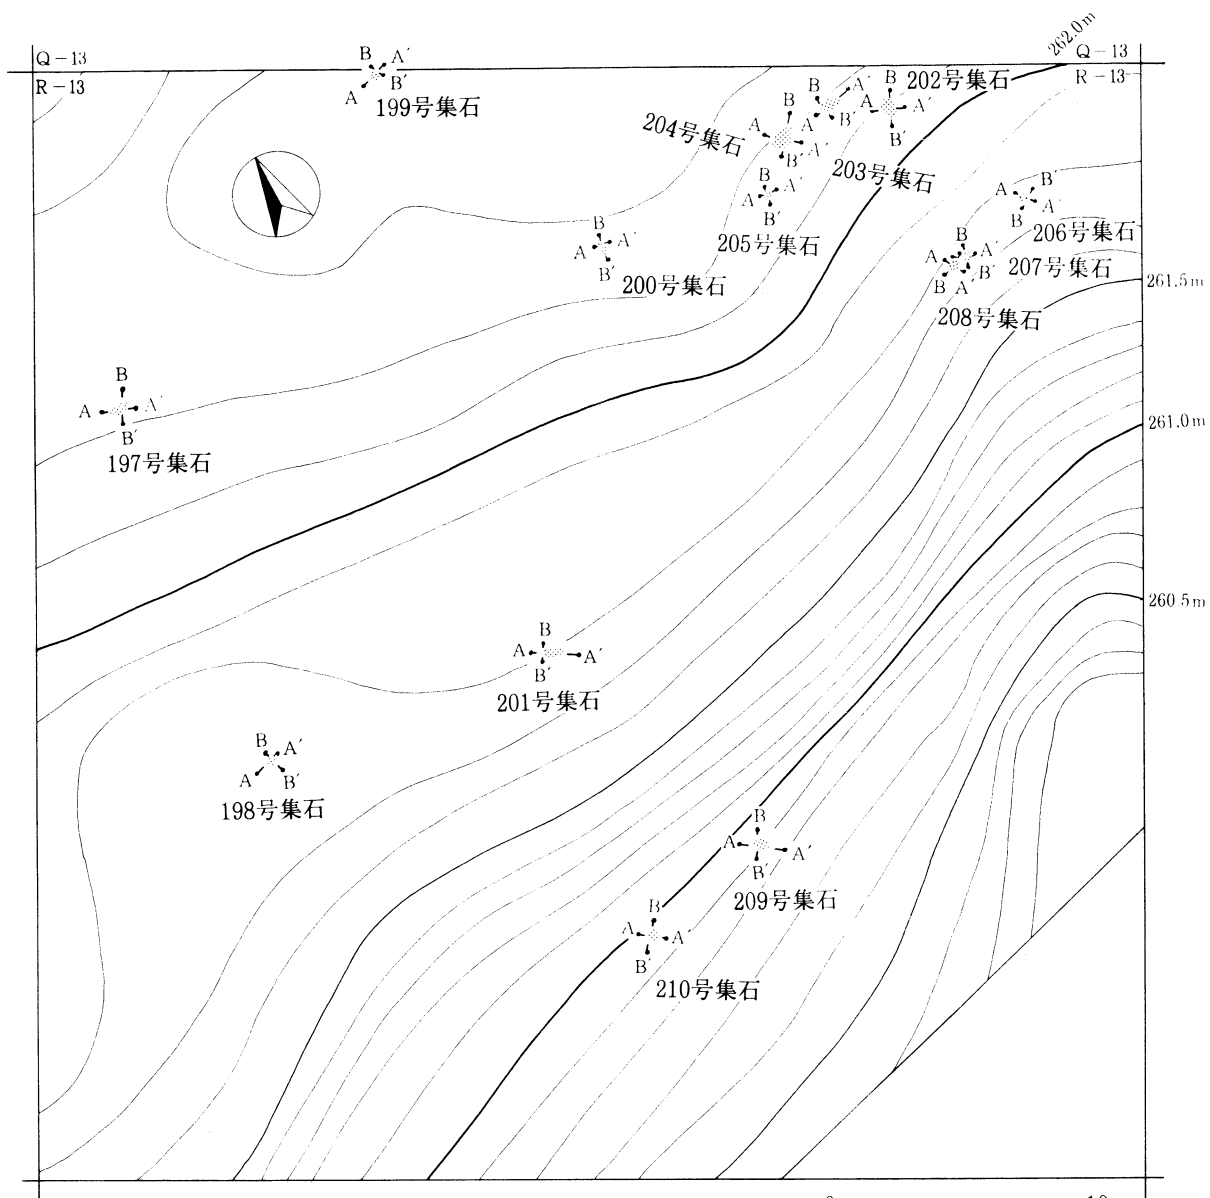 262.0m
Q-13
R-13
Q-13
R-13
B A′
A B′
199号集石
B
A A′
B′
202号集石
B A′
A B′
203号集石
B
A A′
B′
204号集石
B
A A′
B′
205号集石
B
A A′
B′
200号集石
A B′
B A′
206号集石
B A′
A B′
207号集石
B A′
208号集石
261.5m
B
A A′
B′
197号集石
261.0m
260.5m
B
A A′
B′
201号集石
B A′
A B′
198号集石
B
A A′
B′
209号集石
B
A A′
B′
210号集石